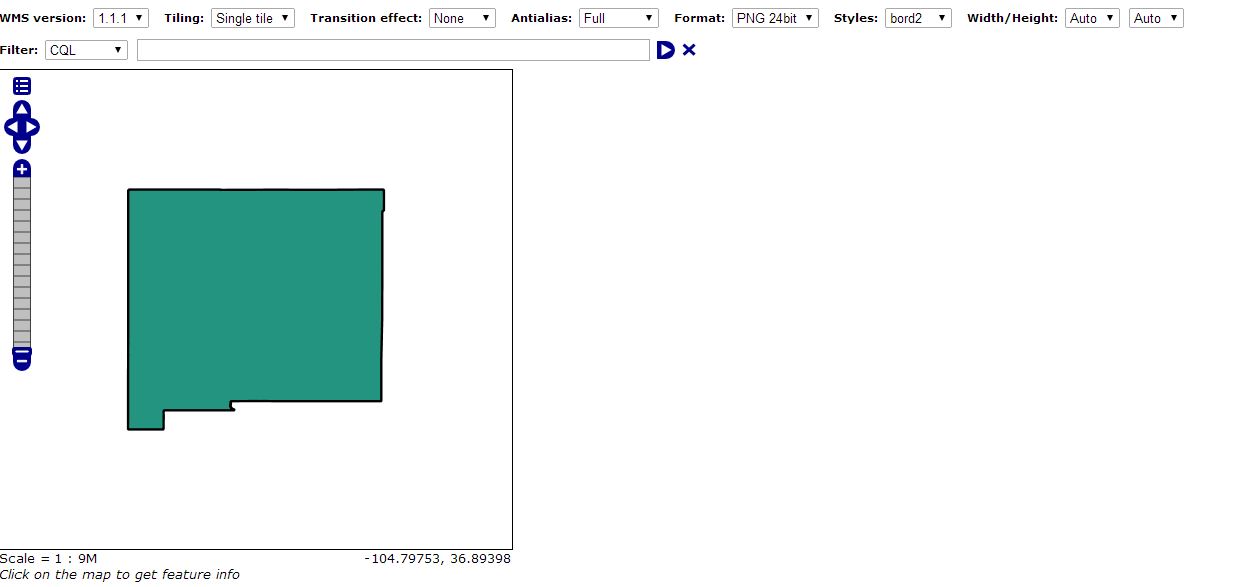 WMS version: 1.1.1 Tiling: Single tile Transition effect: None Antialias: Full Format: PNG 24bit Styles: bord2 Width/Height: Auto Auto
Filter: CQL
Scale = 1 : 9M -104.79753, 36.89398
Click on the map to get feature info